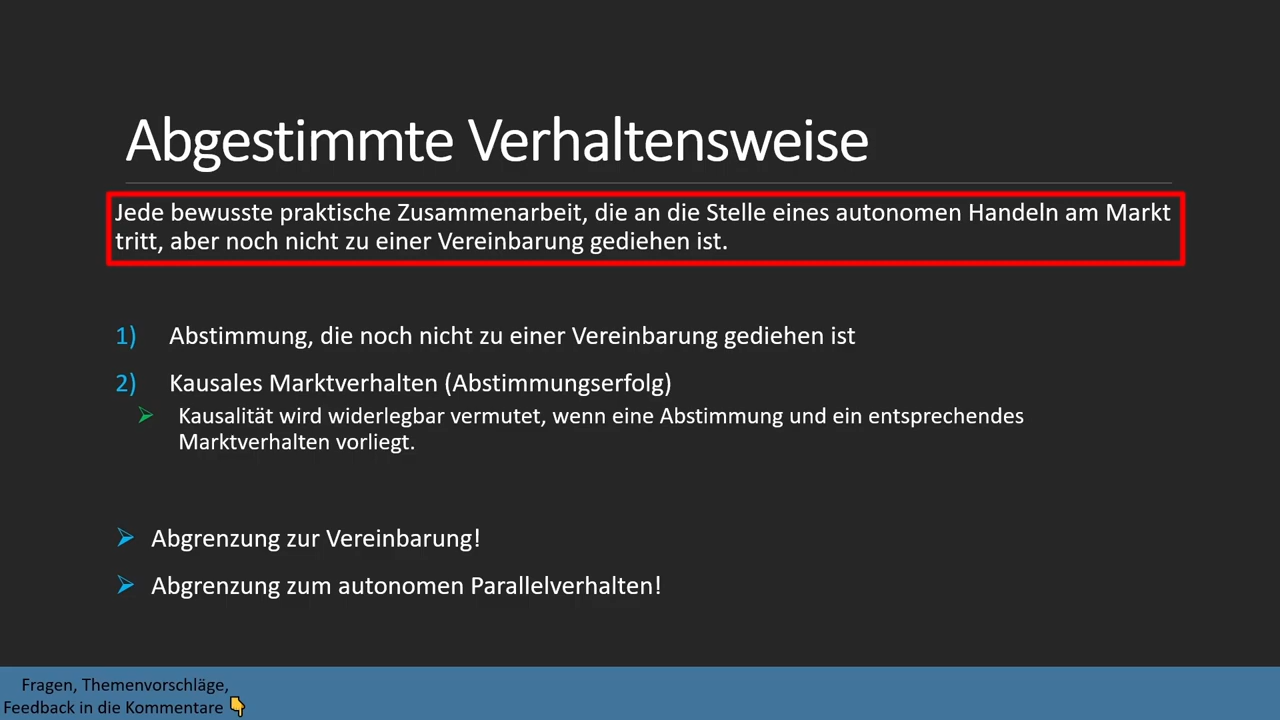 Abgestimmte Verhaltensweise
Jede bewusste praktische Zusammenarbeit, die an die Stelle eines autonomen Handeln am Markt
tritt, aber noch nicht zu einer Vereinbarung gediehen ist.
1) Abstimmung, die noch nicht zu einer Vereinbarung gediehen ist
2) Kausales Marktverhalten (Abstimmungserfolg)
Kausalität wird widerlegbar vermutet, wenn eine Abstimmung und ein entsprechendes
Marktverhalten vorliegt.
Abgrenzung zur Vereinbarung!
Abgrenzung zum autonomen Parallelverhalten!
Fragen, Themenvorschläge,
Feedback in die Kommentare 👇